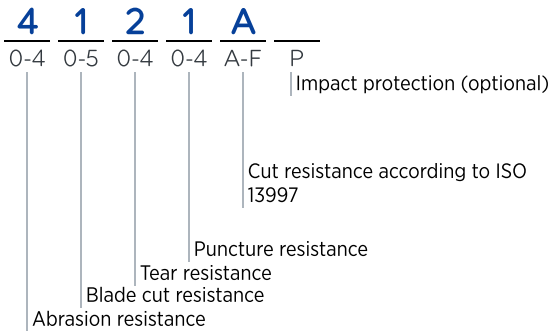 4 1 2 1 A
0-4 0-5 0-4 0-4 A-F P
Impact protection (optional)
Cut resistance according to ISO
13997
Puncture resistance
Tear resistance
Blade cut resistance
Abrasion resistance